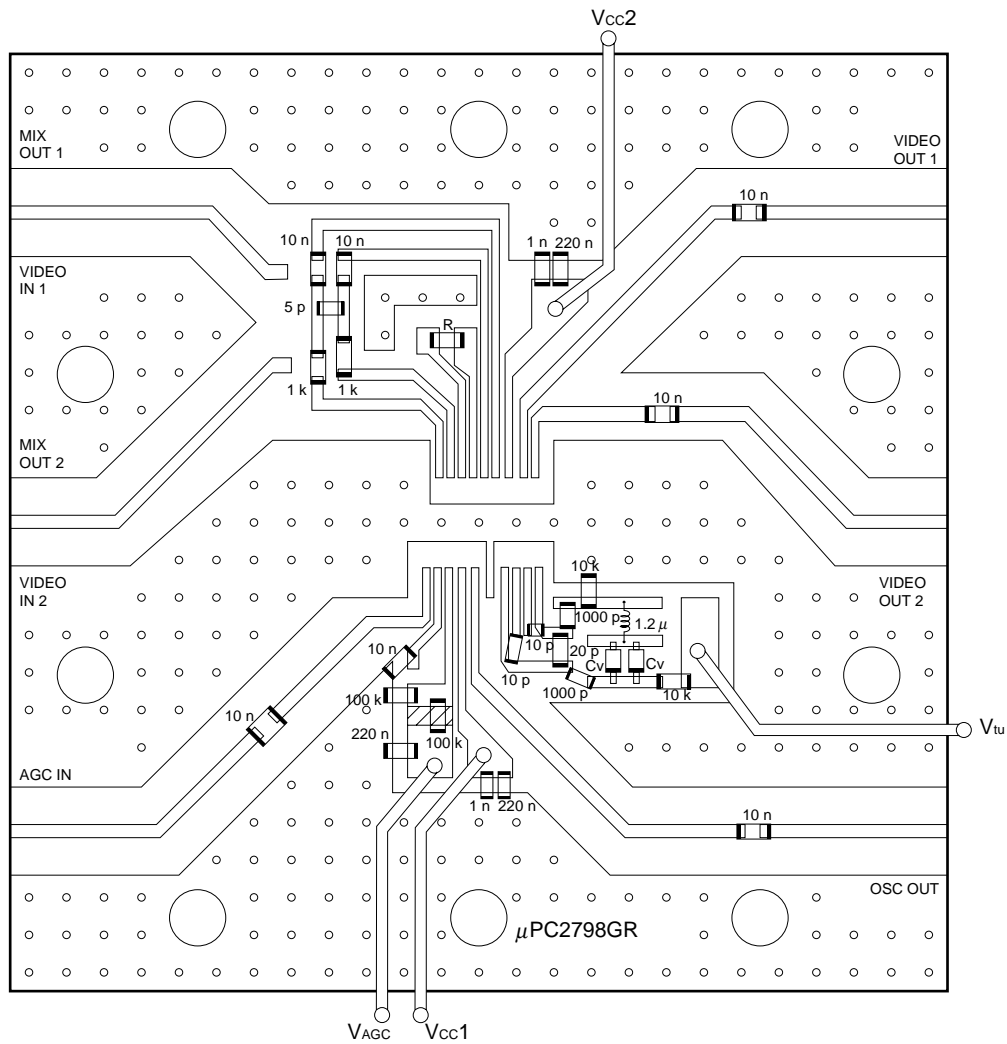 VCC2
MIX
OUT 1
VIDEO
OUT 1
10 n
10 n
10 n
1 n
220 n
VIDEO
IN 1
5 p
R
1 k
1 k
10 n
MIX
OUT 2
VIDEO
IN 2
10 k
VIDEO
OUT 2
1000 p
1.2 μ
10 p
20 p
10 n
Cv
Cv
10 p
1000 p
10 k
100 k
10 n
Vtu
220 n
100 k
AGC IN
1 n
220 n
10 n
OSC OUT
μPC2798GR
VAGC
VCC1